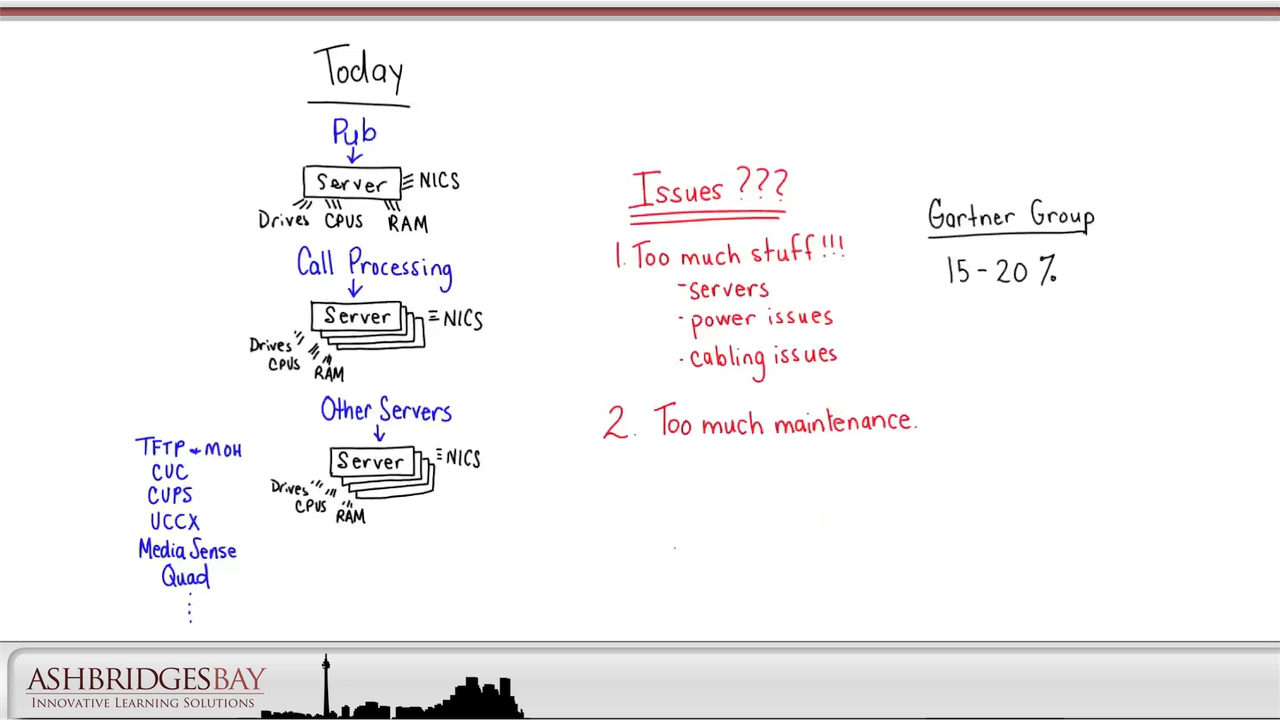 Today
Pub
Server
NICS
Drives CPUS RAM
Call Processing
Server
NICS
Drives
CPUS
RAM
Other Servers
Server
NICS
Drives
CPUS
RAM
TFTP & MOH
CUC
CUPS
UCCX
Media Sense
Quad
Issues ???
1. Too much stuff!!!
- servers
- power issues
- cabling issues
2. Too much maintenance.
Gartner Group
15-20%
ASHBRIDGESBAY
INNOVATIVE LEARNING SOLUTIONS